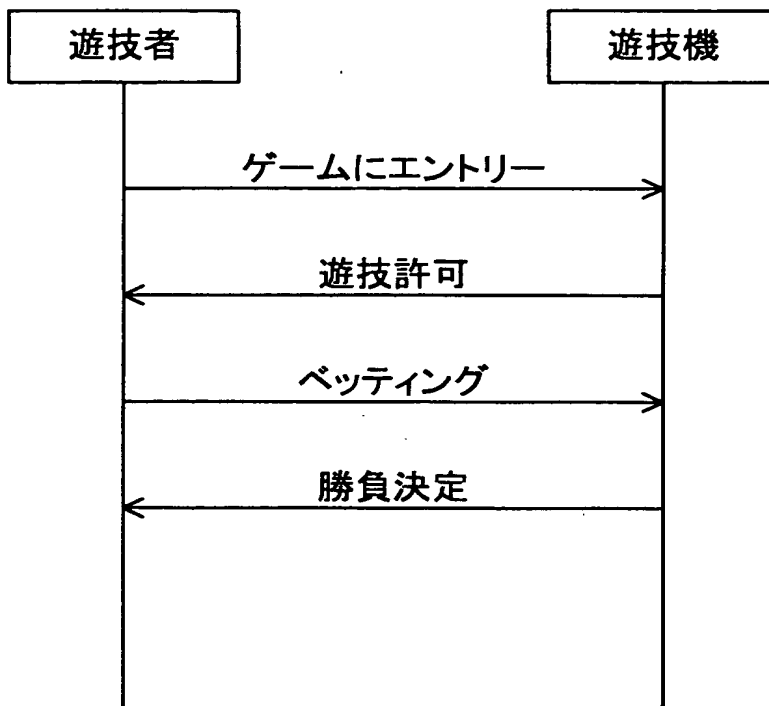 遊技者
遊技機
ゲームにエントリー
遊技許可
ベッティング
勝負決定